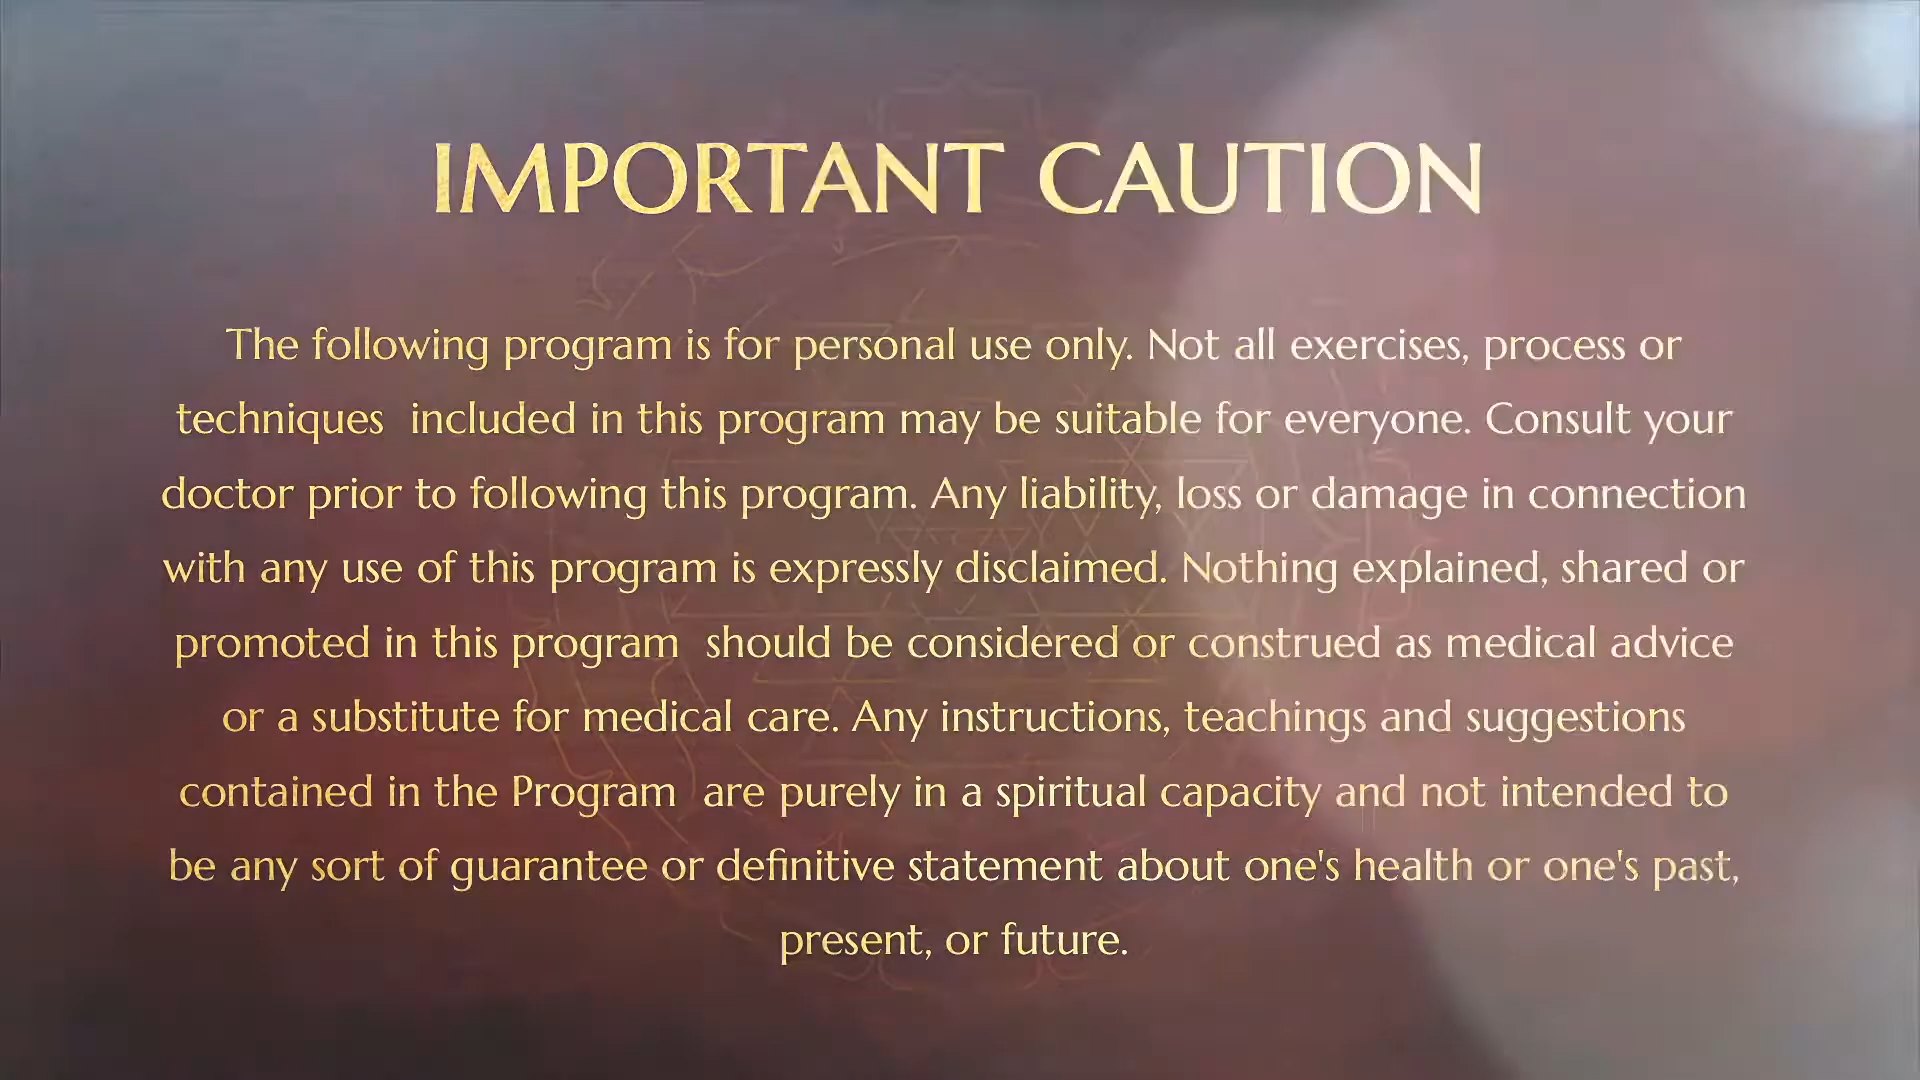 IMPORTANT CAUTION
The following program is for personal use only. Not all exercises, process or
techniques  included in this program may be suitable for everyone. Consult your
doctor prior to following this program. Any liability, loss or damage in connection
with any use of this program is expressly disclaimed. Nothing explained, shared or
promoted in this program  should be considered or construed as medical advice
or a substitute for medical care. Any instructions, teachings and suggestions
contained in the Program  are purely in a spiritual capacity and not intended to
be any sort of guarantee or definitive statement about one's health or one's past,
present, or future.